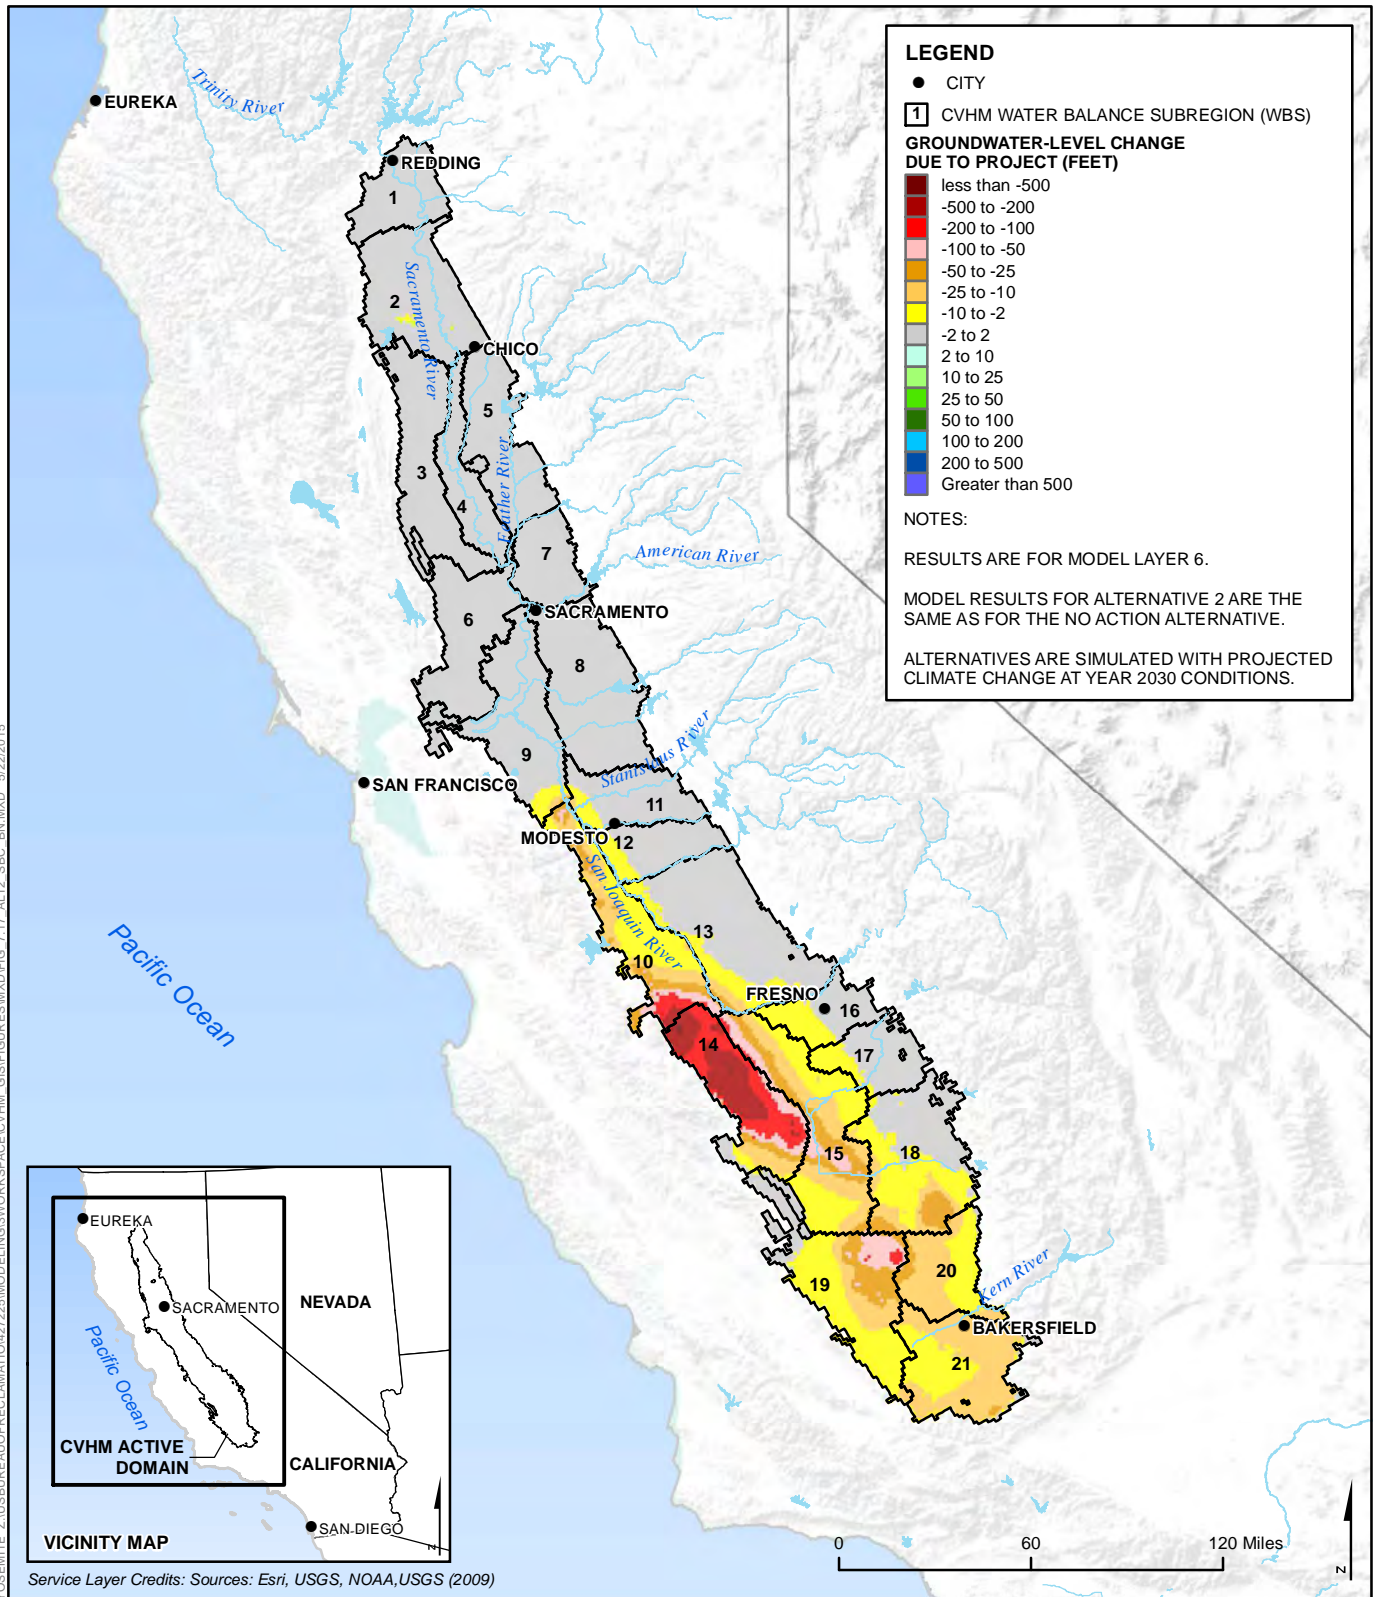 LEGEND
CITY
1 CVHM WATER BALANCE SUBREGION (WBS)
GROUNDWATER-LEVEL CHANGE
DUE TO PROJECT (FEET)
less than -500
-500 to -200
-200 to -100
-100 to -50
-50 to -25
-25 to -10
-10 to -2
-2 to 2
2 to 10
10 to 25
25 to 50
50 to 100
100 to 200
200 to 500
Greater than 500
NOTES:
RESULTS ARE FOR MODEL LAYER 6.
MODEL RESULTS FOR ALTERNATIVE 2 ARE THE
SAME AS FOR THE NO ACTION ALTERNATIVE.
ALTERNATIVES ARE SIMULATED WITH PROJECTED
CLIMATE CHANGE AT YEAR 2030 CONDITIONS.
EUREKA
Trinity River
REDDING
1
Sacramento River
2
CHICO
5
3
4
Feather River
7
American River
SACRAMENTO
6
8
9
Stanislaus River
SAN FRANCISCO
11
MODESTO
12
San Joaquin River
13
10
Pacific Ocean
FRESNO
16
14
17
15
18
19
20
Kern River
BAKERSFIELD
21
EUREKA
SACRAMENTO
NEVADA
Pacific Ocean
CVHM ACTIVE
DOMAIN
CALIFORNIA
SAN DIEGO
VICINITY MAP
N
0 60 120 Miles
N
Service Layer Credits: Sources: Esri, USGS, NOAA,USGS (2009)